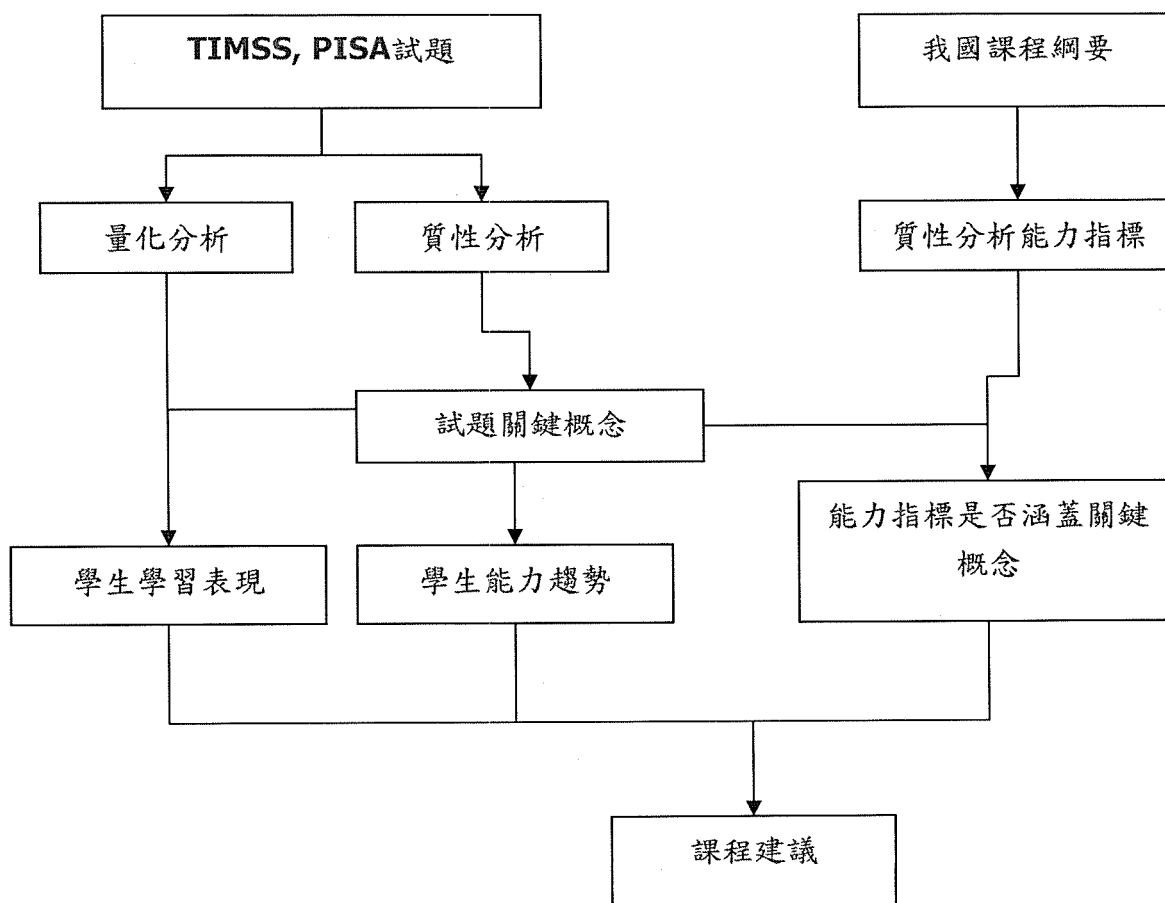 TIMSS, PISA試題
我國課程綱要
量化分析
質性分析
質性分析能力指標
試題關鍵概念
能力指標是否涵蓋關鍵
概念
學生學習表現
學生能力趨勢
課程建議